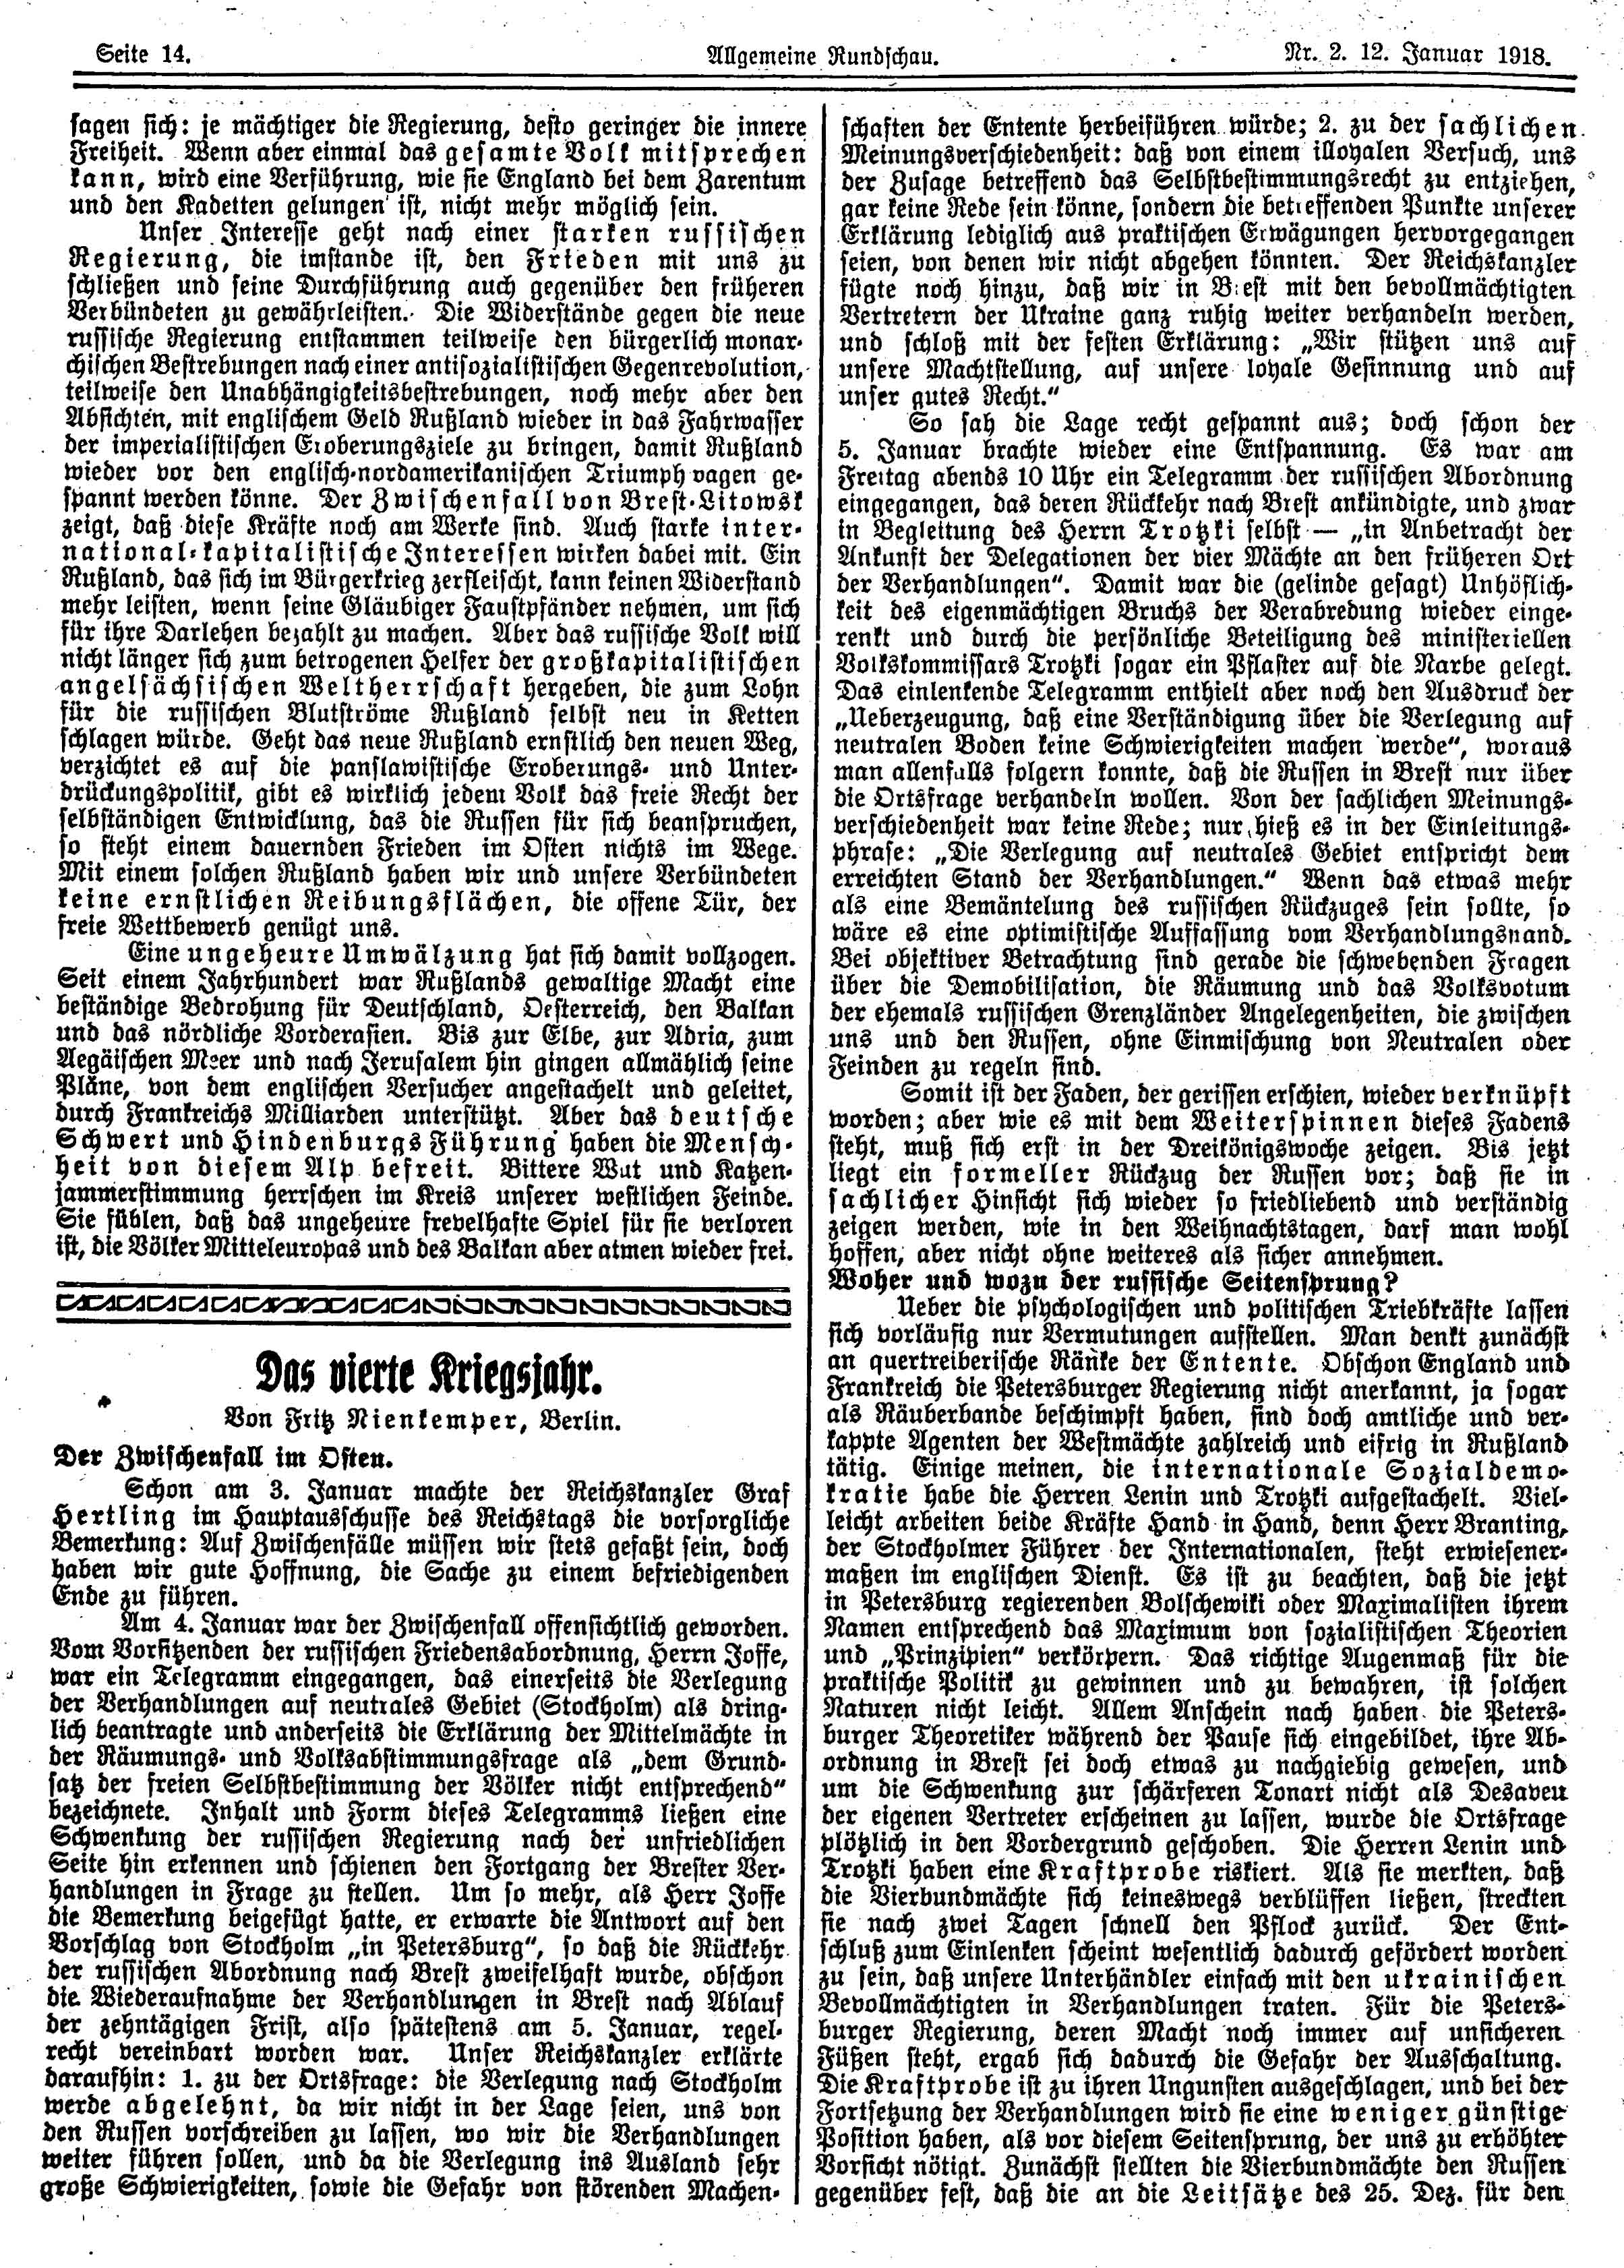 Seite 14.
Allgemeine Rundschau.
Nr. 2. 12. Januar 1918.
sagen sich: je mächtiger die Regierung, desto geringer die innere
Freiheit. Wenn aber einmal das gesamte Volk mitsprechen
kann, wird eine Verführung, wie sie England bei dem Zarentum
und den Kadetten gelungen ist, nicht mehr möglich sein.
Unser Interesse geht nach einer starken russischen
Regierung, die imstande ist, den Frieden mit uns zu
schließen und seine Durchführung auch gegenüber den früheren
Verbündeten zu gewährleisten. Die Widerstände gegen die neue
russische Regierung entstammen teilweise den bürgerlich monar-
chischen Bestrebungen nach einer antisozialistischen Gegenrevolution,
teilweise den Unabhängigkeitsbestrebungen, noch mehr aber den
Absichten, mit englischem Geld Rußland wieder in das Fahrwasser
der imperialistischen Eroberungsziele zu bringen, damit Rußland
wieder vor den englisch-nordamerikanischen Triumphwagen ge-
spannt werden könne. Der Zwischenfall von Brest-Litowsk
zeigt, daß diese Kräfte noch am Werke sind. Auch starke inter-
national-kapitalistische Interessen wirken dabei mit. Ein
Rußland, das sich im Bürgerkrieg zerfleischt, kann keinen Widerstand
mehr leisten, wenn seine Gläubiger Faustpfänder nehmen, um sich
für ihre Darlehen bezahlt zu machen. Aber das russische Volk will
nicht länger sich zum betrogenen Helfer der großkapitalistischen
angelsächsischen Weltherrschaft hergeben, die zum Lohn
für die russischen Blutströme Rußland selbst neu in Ketten
schlagen würde. Geht das neue Rußland ernstlich den neuen Weg,
verzichtet es auf die panslawistische Eroberungs- und Unter-
drückungspolitik, gibt es wirklich jedem Volk das freie Recht der
selbständigen Entwicklung, das die Russen für sich beanspruchen,
so steht einem dauernden Frieden im Osten nichts im Wege.
Mit einem solchen Rußland haben wir und unsere Verbündeten
keine ernstlichen Reibungsflächen, die offene Tür, der
freie Wettbewerb genügt uns.
Eine ungeheure Umwälzung hat sich damit vollzogen.
Seit einem Jahrhundert war Rußlands gewaltige Macht eine
beständige Bedrohung für Deutschland, Oesterreich, den Balkan
und das nördliche Vorderasien. Bis zur Elbe, zur Adria, zum
Aegäischen Meer und nach Jerusalem hin gingen allmählich seine
Pläne, von dem englischen Versucher angestachelt und geleitet,
durch Frankreichs Milliarden unterstützt. Aber das deutsche
Schwert und Hindenburgs Führung haben die Mensch-
heit von diesem Alp befreit. Bittere Wut und Katzen-
jammerstimmung herrschen im Kreis unserer westlichen Feinde.
Sie fühlen, daß das ungeheure frevelhafte Spiel für sie verloren
ist, die Völker Mitteleuropas und des Balkan aber atmen wieder frei.
Das vierte Kriegsjahr.
Von Fritz Nienkemper, Berlin.
Der Zwischenfall im Osten.
Schon am 3. Januar machte der Reichskanzler Graf
Hertling im Hauptausschusse des Reichstags die vorsorgliche
Bemerkung: Auf Zwischenfälle müssen wir stets gefaßt sein, doch
haben wir gute Hoffnung, die Sache zu einem befriedigenden
Ende zu führen.
Am 4. Januar war der Zwischenfall offensichtlich geworden.
Vom Vorsitzenden der russischen Friedensabordnung, Herrn Joffe,
war ein Telegramm eingegangen, das einerseits die Verlegung
der Verhandlungen auf neutrales Gebiet (Stockholm) als dring-
lich beantragte und anderseits die Erklärung der Mittelmächte in
der Räumungs- und Volksabstimmungsfrage als „dem Grund-
satz der freien Selbstbestimmung der Völker nicht entsprechend“
bezeichnete. Inhalt und Form dieses Telegramms ließen eine
Schwenkung der russischen Regierung nach der unfriedlichen
Seite hin erkennen und schienen den Fortgang der Brester Ver-
handlungen in Frage zu stellen. Um so mehr, als Herr Joffe
die Bemerkung beigefügt hatte, er erwarte die Antwort auf den
Vorschlag von Stockholm „in Petersburg“, so daß die Rückkehr
der russischen Abordnung nach Brest zweifelhaft wurde, obschon
die Wiederaufnahme der Verhandlungen in Brest nach Ablauf
der zehntägigen Frist, also spätestens am 5. Januar, regel-
recht vereinbart worden war. Unser Reichskanzler erklärte
daraufhin: 1. zu der Ortsfrage: die Verlegung nach Stockholm
werde abgelehnt, da wir nicht in der Lage seien, uns von
den Russen vorschreiben zu lassen, wo wir die Verhandlungen
weiter führen sollen, und da die Verlegung ins Ausland sehr
große Schwierigkeiten, sowie die Gefahr von störenden Machen-
schaften der Entente herbeiführen würde; 2. zu der sachlichen
Meinungsverschiedenheit: daß von einem illoyalen Versuch, uns
der Zusage betreffend das Selbstbestimmungsrecht zu entziehen,
gar keine Rede sein könne, sondern die betreffenden Punkte unserer
Erklärung lediglich aus praktischen Erwägungen hervorgegangen
seien, von denen wir nicht abgehen könnten. Der Reichskanzler
fügte noch hinzu, daß wir in Brest mit den bevollmächtigten
Vertretern der Ukraine ganz ruhig weiter verhandeln werden,
und schloß mit der festen Erklärung: „Wir stützen uns auf
unsere Machtstellung, auf unsere loyale Gesinnung und auf
unser gutes Recht.“
So sah die Lage recht gespannt aus; doch schon der
5. Januar brachte wieder eine Entspannung. Es war am
Freitag abends 10 Uhr ein Telegramm der russischen Abordnung
eingegangen, das deren Rückkehr nach Brest ankündigte, und zwar
in Begleitung des Herrn Trotzki selbst — „in Anbetracht der
Ankunft der Delegationen der vier Mächte an den früheren Ort
der Verhandlungen“. Damit war die (gelinde gesagt) Unhöflich-
keit des eigenmächtigen Bruchs der Verabredung wieder einge-
renkt und durch die persönliche Beteiligung des ministeriellen
Volkskommissars Trotzki sogar ein Pflaster auf die Narbe gelegt.
Das einlenkende Telegramm enthielt aber noch den Ausdruck der
„Ueberzeugung, daß eine Verständigung über die Verlegung auf
neutralen Boden keine Schwierigkeiten machen werde“, woraus
man allenfalls folgern konnte, daß die Russen in Brest nur über
die Ortsfrage verhandeln wollen. Von der sachlichen Meinungs-
verschiedenheit war keine Rede; nur hieß es in der Einleitungs-
phrase: „Die Verlegung auf neutrales Gebiet entspricht dem
erreichten Stand der Verhandlungen.“ Wenn das etwas mehr
als eine Bemäntelung des russischen Rückzuges sein sollte, so
wäre es eine optimistische Auffassung vom Verhandlungsstand.
Bei objektiver Betrachtung sind gerade die schwebenden Fragen
über die Demobilisation, die Räumung und das Volksvotum
der ehemals russischen Grenzländer Angelegenheiten, die zwischen
uns und den Russen, ohne Einmischung von Neutralen oder
Feinden zu regeln sind.
Somit ist der Faden, der gerissen erschien, wieder verknüpft
worden; aber wie es mit dem Weiterspinnen dieses Fadens
steht, muß sich erst in der Dreikönigswoche zeigen. Bis jetzt
liegt ein formeller Rückzug der Russen vor; daß sie in
sachlicher Hinsicht sich wieder so friedliebend und verständig
zeigen werden, wie in den Weihnachtstagen, darf man wohl
hoffen, aber nicht ohne weiteres als sicher annehmen.
Woher und wozu der russische Seitensprung?
Ueber die psychologischen und politischen Triebkräfte lassen
sich vorläufig nur Vermutungen aufstellen. Man denkt zunächst
an quertreiberische Ränke der Entente. Obschon England und
Frankreich die Petersburger Regierung nicht anerkannt, ja sogar
als Räuberbande beschimpft haben, sind doch amtliche und ver-
kappte Agenten der Westmächte zahlreich und eifrig in Rußland
tätig. Einige meinen, die internationale Sozialdemo-
kratie habe die Herren Lenin und Trotzki aufgestachelt. Viel-
leicht arbeiten beide Kräfte Hand in Hand, denn Herr Branting,
der Stockholmer Führer der Internationalen, steht erwiesener-
maßen im englischen Dienst. Es ist zu beachten, daß die jetzt
in Petersburg regierenden Bolschewiki oder Maximalisten ihrem
Namen entsprechend das Maximum von sozialistischen Theorien
und „Prinzipien“ verkörpern. Das richtige Augenmaß für die
praktische Politik zu gewinnen und zu bewahren, ist solchen
Naturen nicht leicht. Allem Anschein nach haben die Peters-
burger Theoretiker während der Pause sich eingebildet, ihre Ab-
ordnung in Brest sei doch etwas zu nachgiebig gewesen, und
um die Schwenkung zur schärferen Tonart nicht als Desaveu
der eigenen Vertreter erscheinen zu lassen, wurde die Ortsfrage
plötzlich in den Vordergrund geschoben. Die Herren Lenin und
Trotzki haben eine Kraftprobe riskiert. Als sie merkten, daß
die Vierbundmächte sich keineswegs verblüffen ließen, streckten
sie nach zwei Tagen schnell den Pflock zurück. Der Ent-
schluß zum Einlenken scheint wesentlich dadurch gefördert worden
zu sein, daß unsere Unterhändler einfach mit den ukrainischen
Bevollmächtigten in Verhandlungen traten. Für die Peters-
burger Regierung, deren Macht noch immer auf unsicheren
Füßen steht, ergab sich dadurch die Gefahr der Ausschaltung.
Die Kraftprobe ist zu ihren Ungunsten ausgeschlagen, und bei der
Fortsetzung der Verhandlungen wird sie eine weniger günstige
Position haben, als vor diesem Seitensprung, der uns zu erhöhter
Vorsicht nötigt. Zunächst stellten die Vierbundmächte den Russen
gegenüber fest, daß die an die Leitsätze des 25. Dez. für den